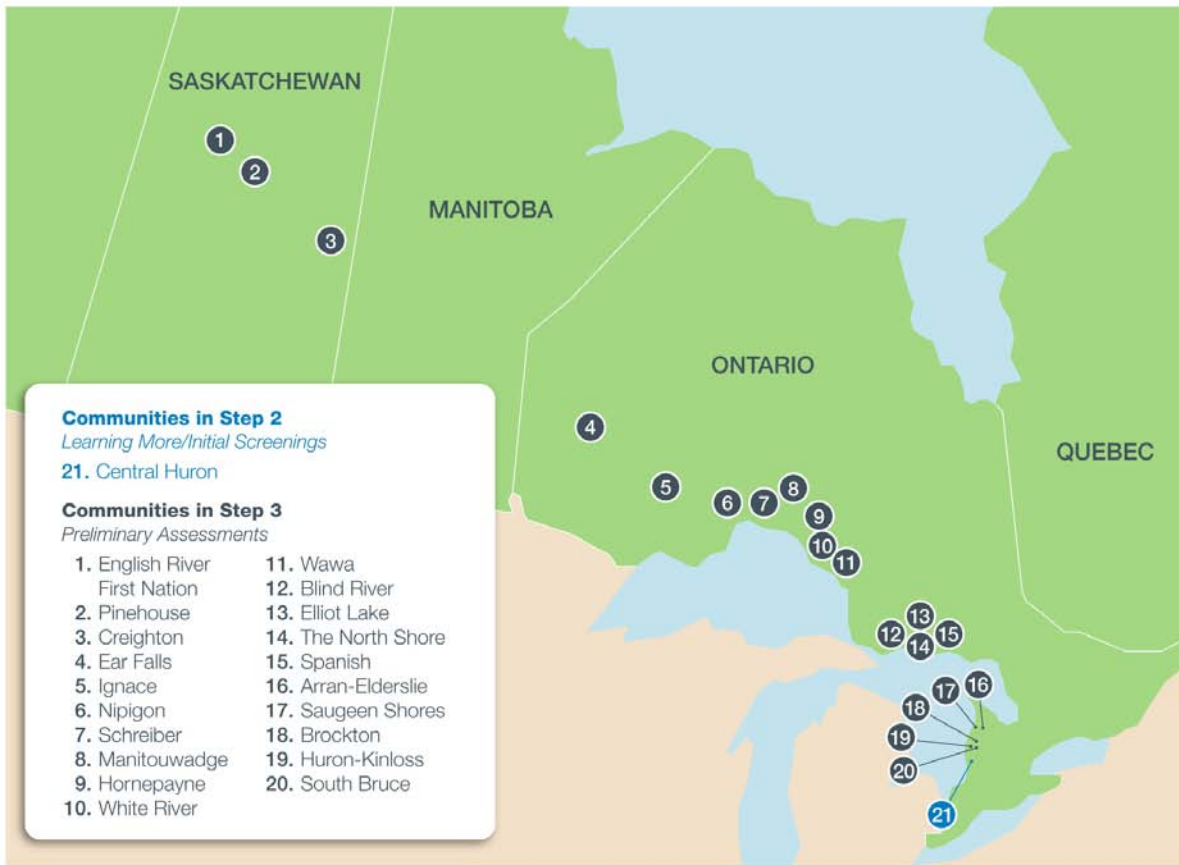 SASKATCHEWAN
1
2
3
MANITOBA
ONTARIO
QUEBEC
4
5
6
7
8
9
10
11
12
13
14
15
16
17
18
19
20
21
Communities in Step 2
Learning More/Initial Screenings
21. Central Huron
Communities in Step 3
Preliminary Assessments
1. English River
First Nation
2. Pinehouse
3. Creighton
4. Ear Falls
5. Ignace
6. Nipigon
7. Schreiber
8. Manitouwadge
9. Hornepayne
10. White River
11. Wawa
12. Blind River
13. Elliot Lake
14. The North Shore
15. Spanish
16. Arran-Elderslie
17. Saugeen Shores
18. Brockton
19. Huron-Kinloss
20. South Bruce